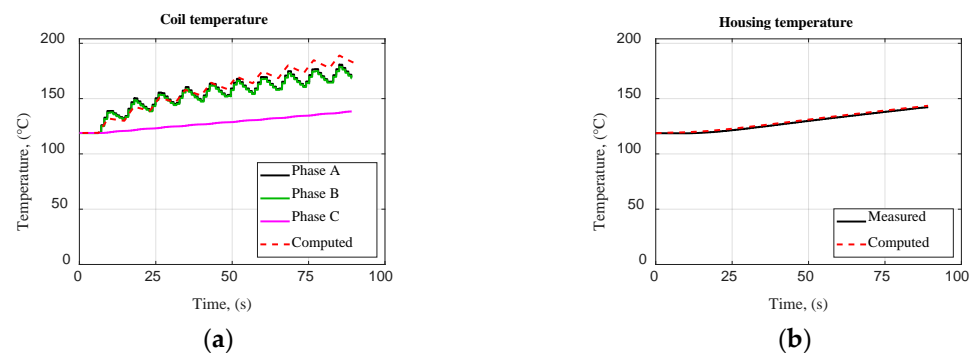 Coil temperature
200
150
100
50
0
Temperature, (°C)
Phase A
Phase B
Phase C
Computed
0 25 50 75 100
Time, (s)
(a)
Housing temperature
200
150
100
50
0
Temperature, (°C)
Measured
Computed
0 25 50 75 100
Time, (s)
(b)